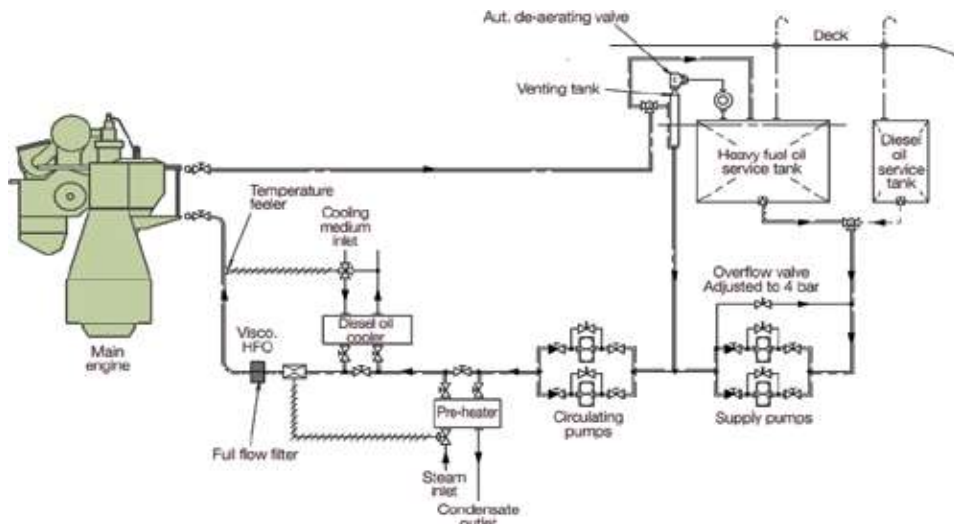 Aut. de-aerating valve
Deck
Venting tank
Heavy fuel oil
service tank
Diesel
oil
service
tank
Temperature
feeler
Cooling
medium
inlet
Overflow valve
Adjusted to 4 bar
Diesel oil
cooler
Main
engine
Visco.
HFO
Pre-heater
Circulating
pumps
Supply pumps
Full flow filter
Steam
inlet
Condensate
outlet